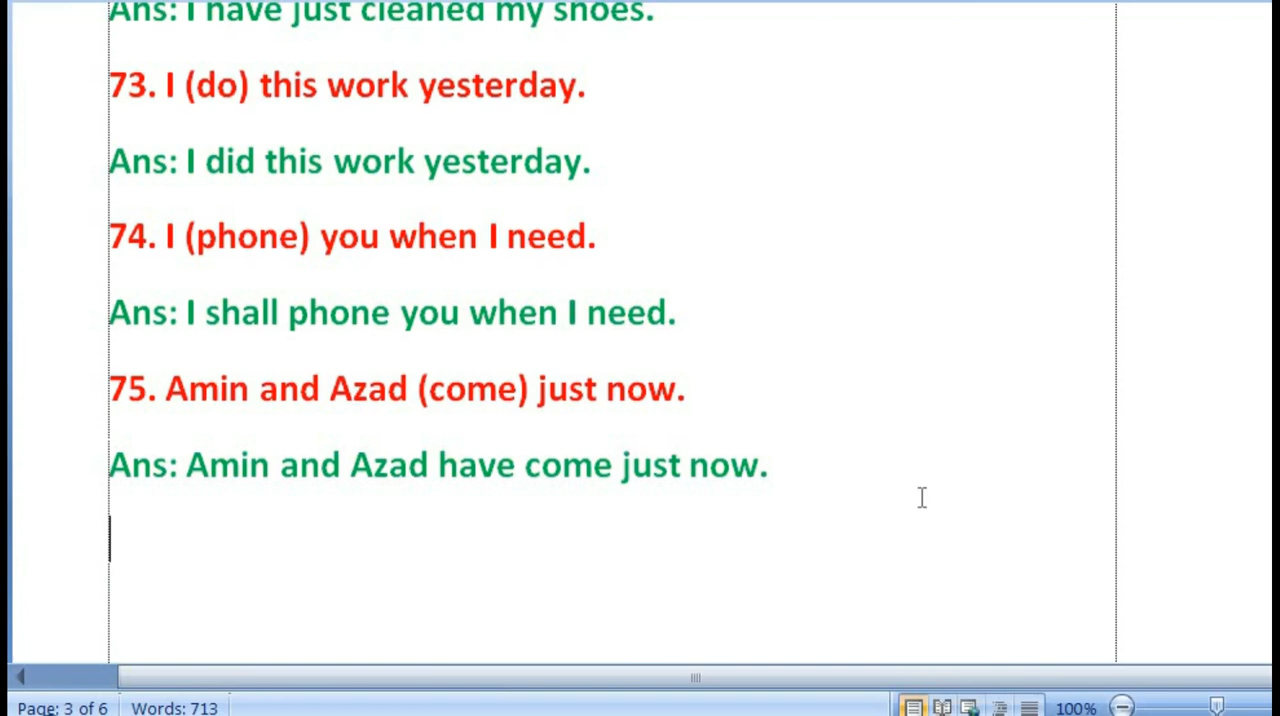 Ans: I have just cleaned my shoes.
73. I (do) this work yesterday.
Ans: I did this work yesterday.
74. I (phone) you when I need.
Ans: I shall phone you when I need.
75. Amin and Azad (come) just now.
Ans: Amin and Azad have come just now.
Page: 3 of 6 Words: 713 100%